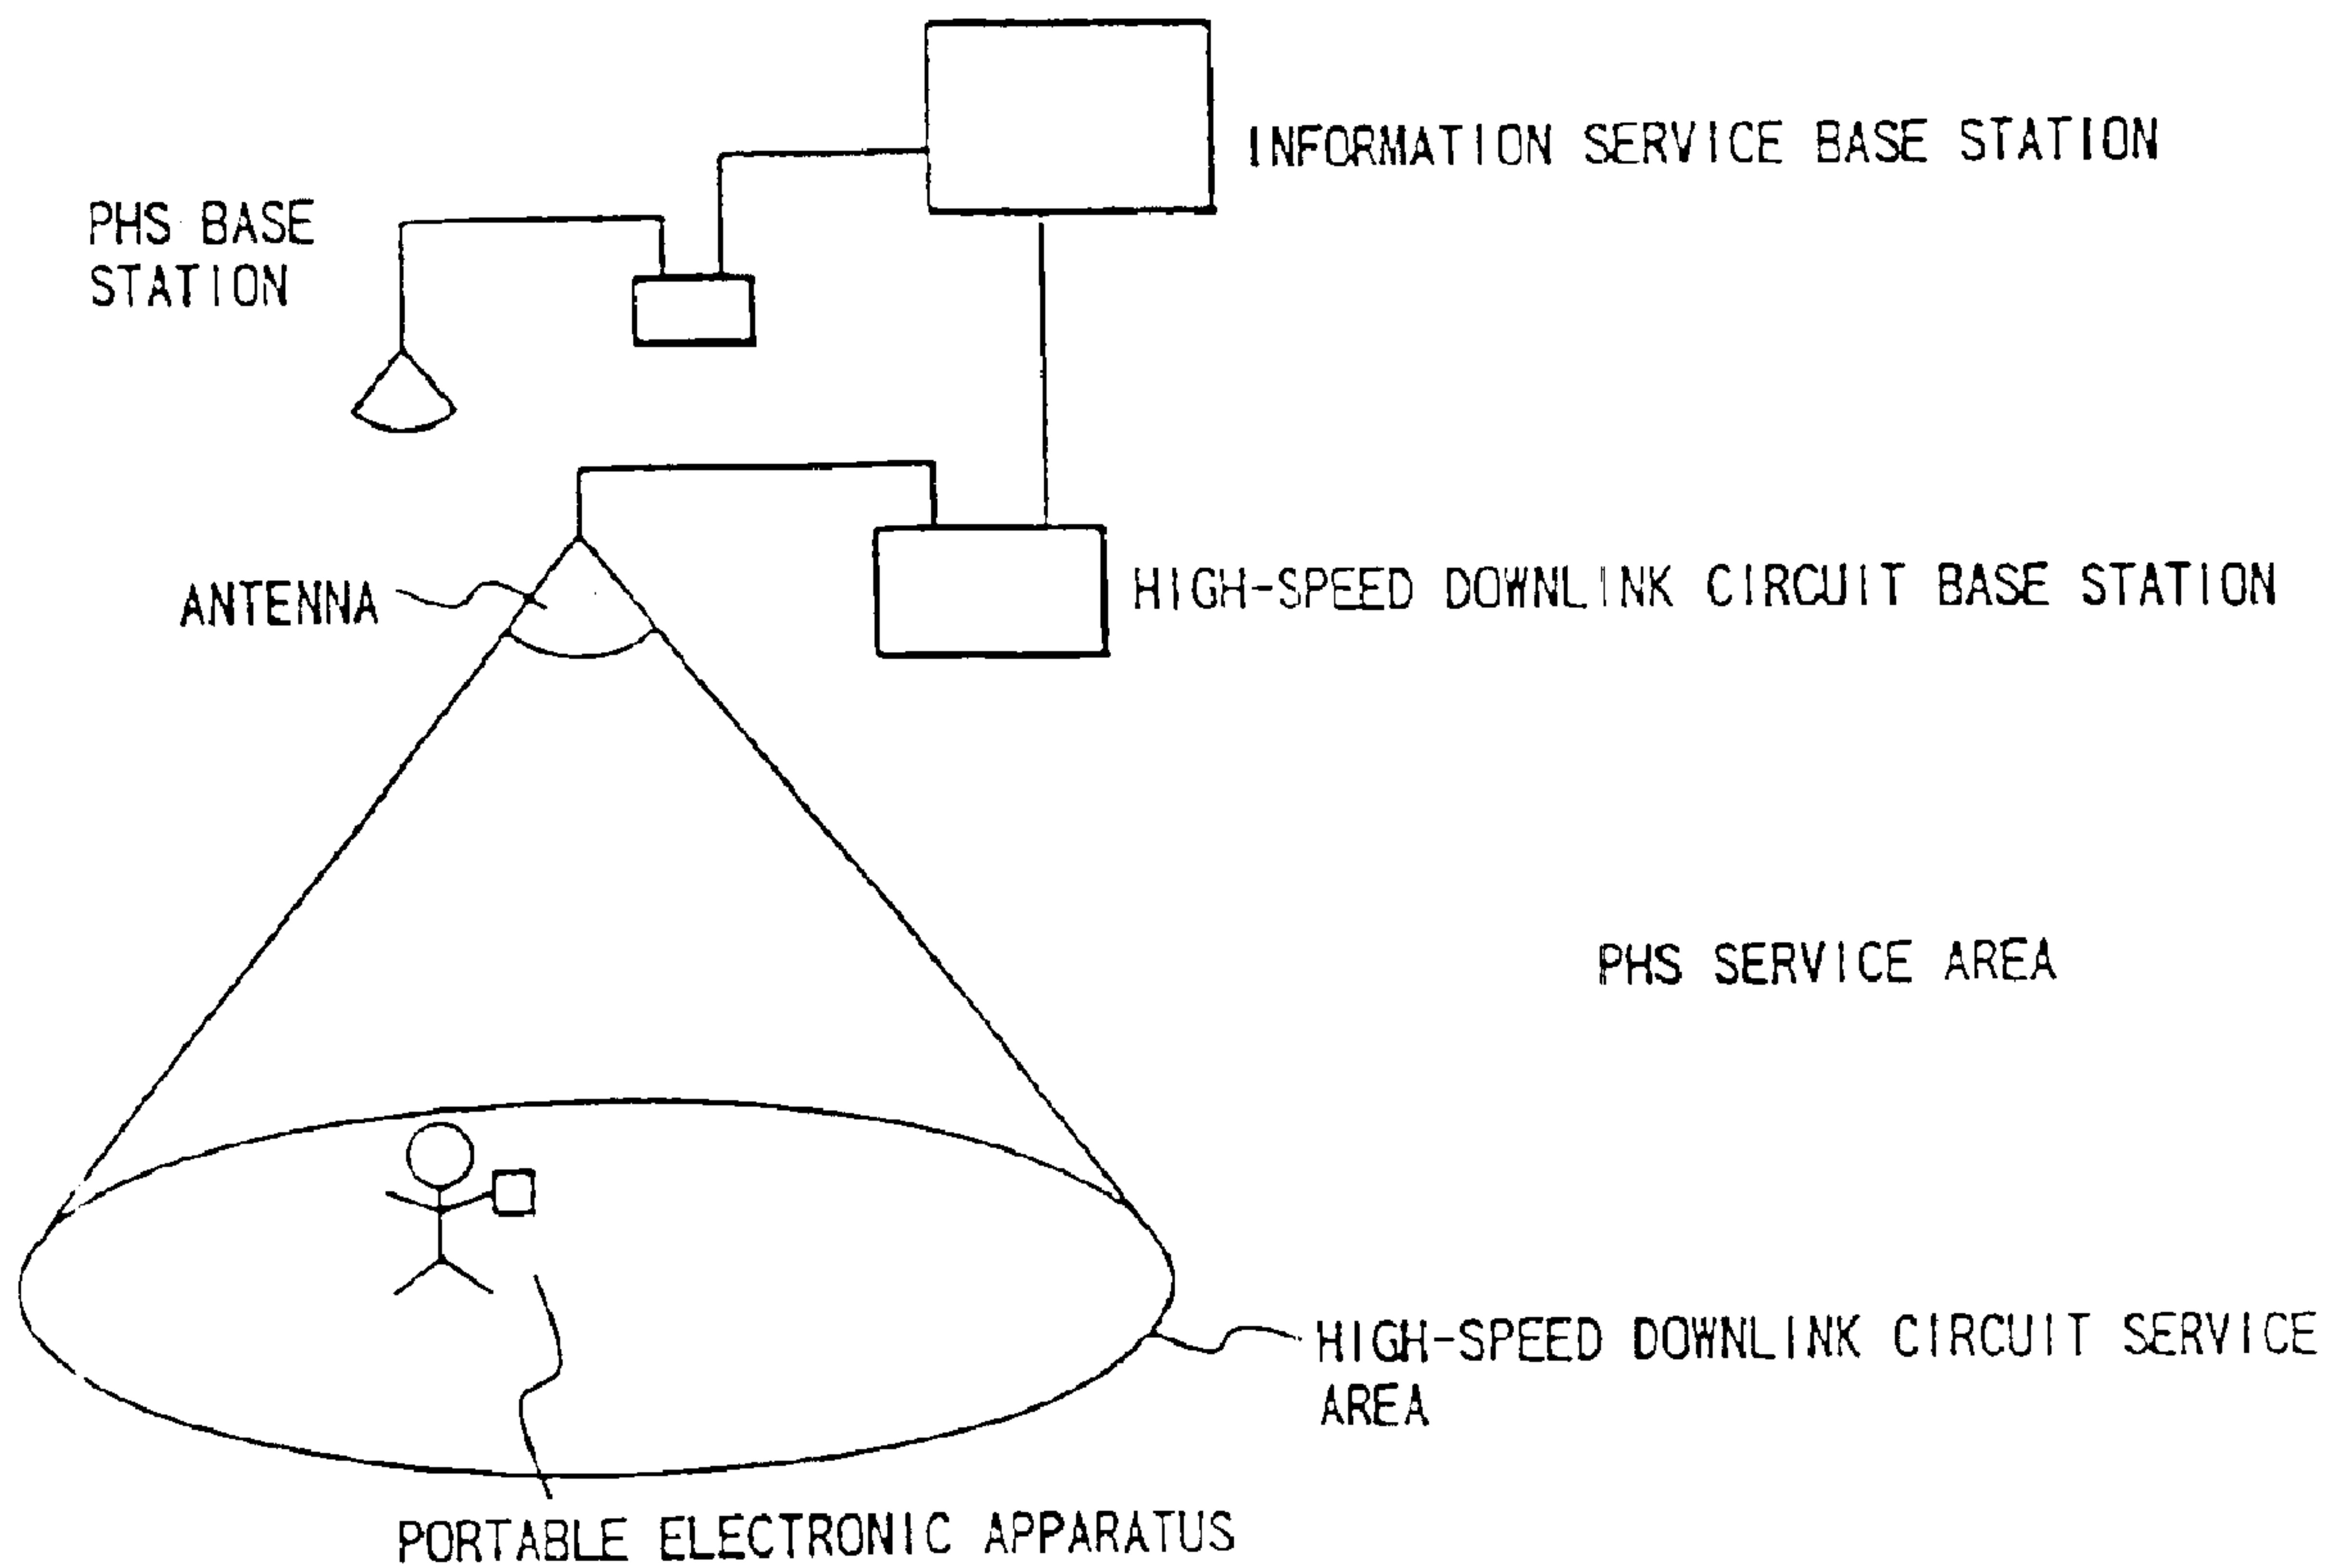 INFORMATION SERVICE BASE STATION
PHS BASE
STATION
ANTENNA
HIGH-SPEED DOWNLINK CIRCUIT BASE STATION
PHS SERVICE AREA
HIGH-SPEED DOWNLINK CIRCUIT SERVICE
AREA
PORTABLE ELECTRONIC APPARATUS